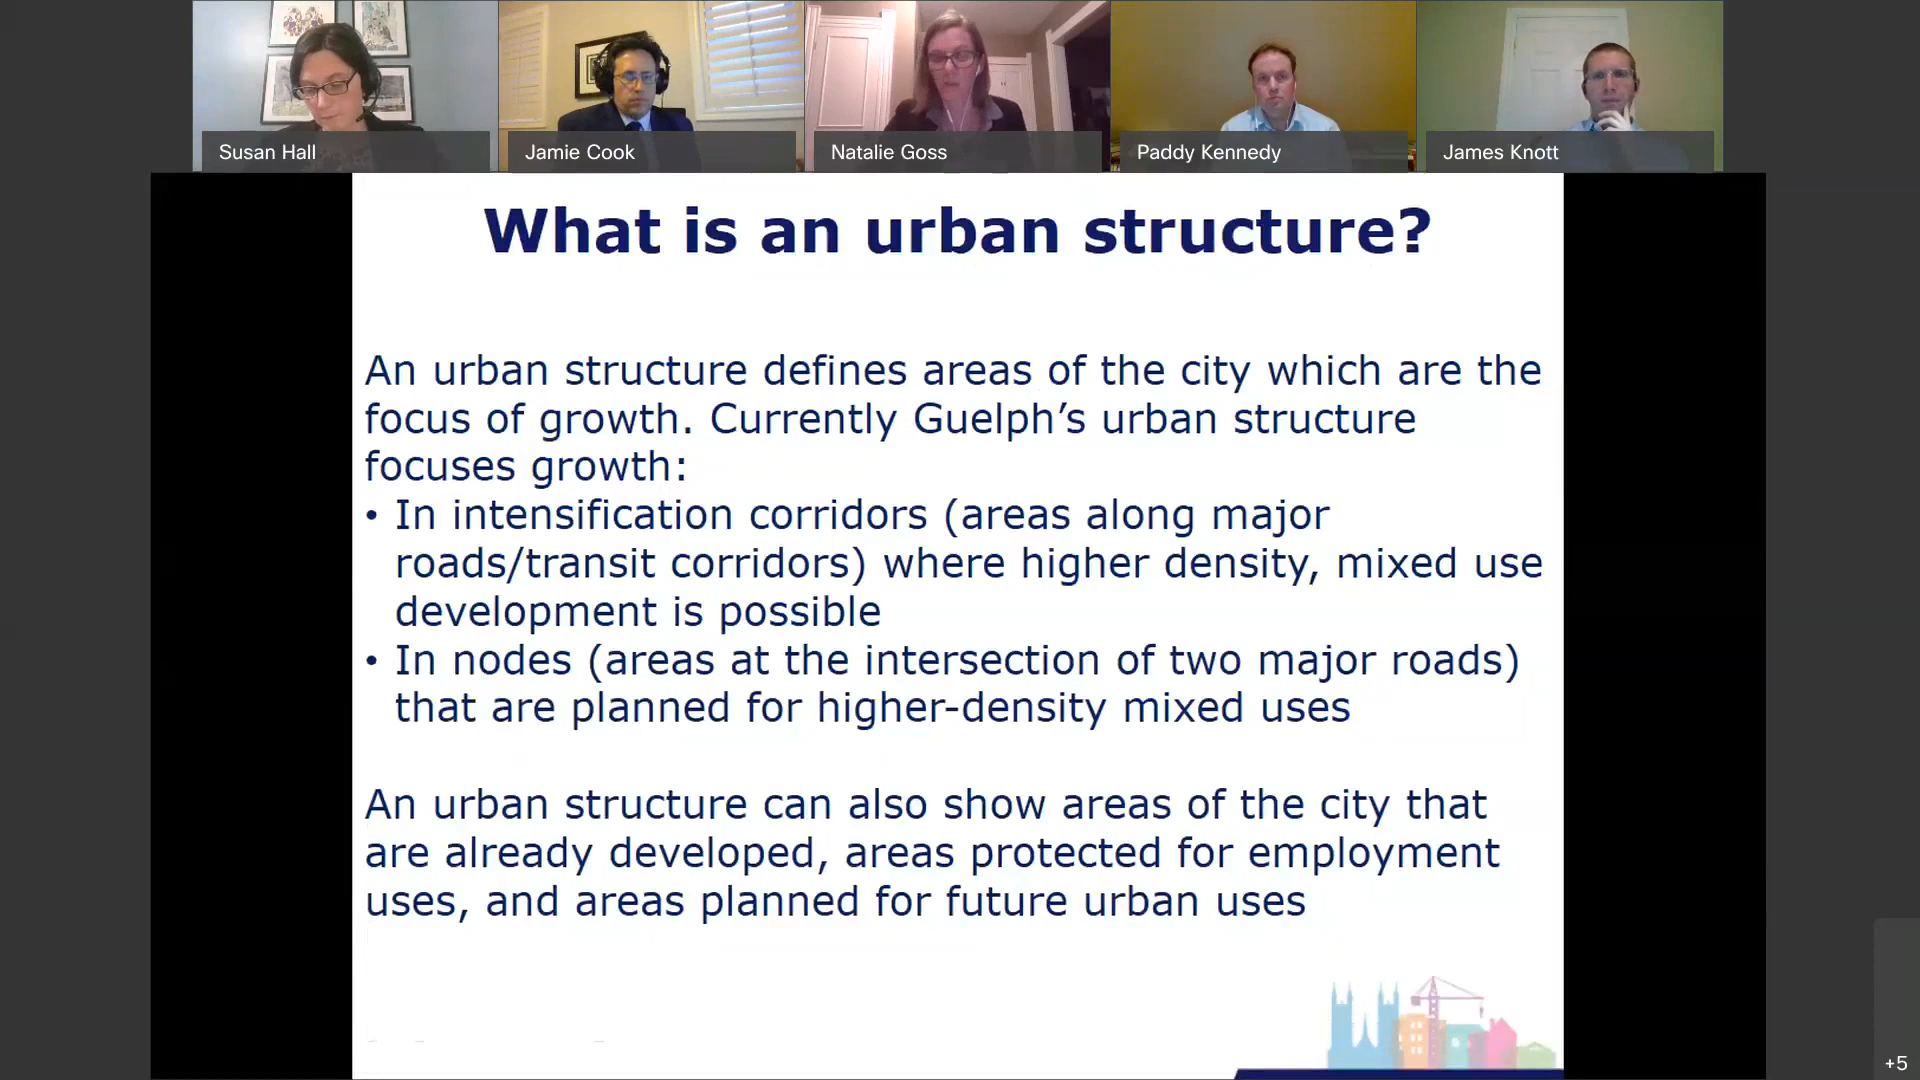 Susan Hall
Jamie Cook
Natalie Goss
Paddy Kennedy
James Knott
What is an urban structure?
An urban structure defines areas of the city which are the
focus of growth. Currently Guelph’s urban structure
focuses growth:
• In intensification corridors (areas along major
roads/transit corridors) where higher density, mixed use
development is possible
• In nodes (areas at the intersection of two major roads)
that are planned for higher-density mixed uses
An urban structure can also show areas of the city that
are already developed, areas protected for employment
uses, and areas planned for future urban uses
+5